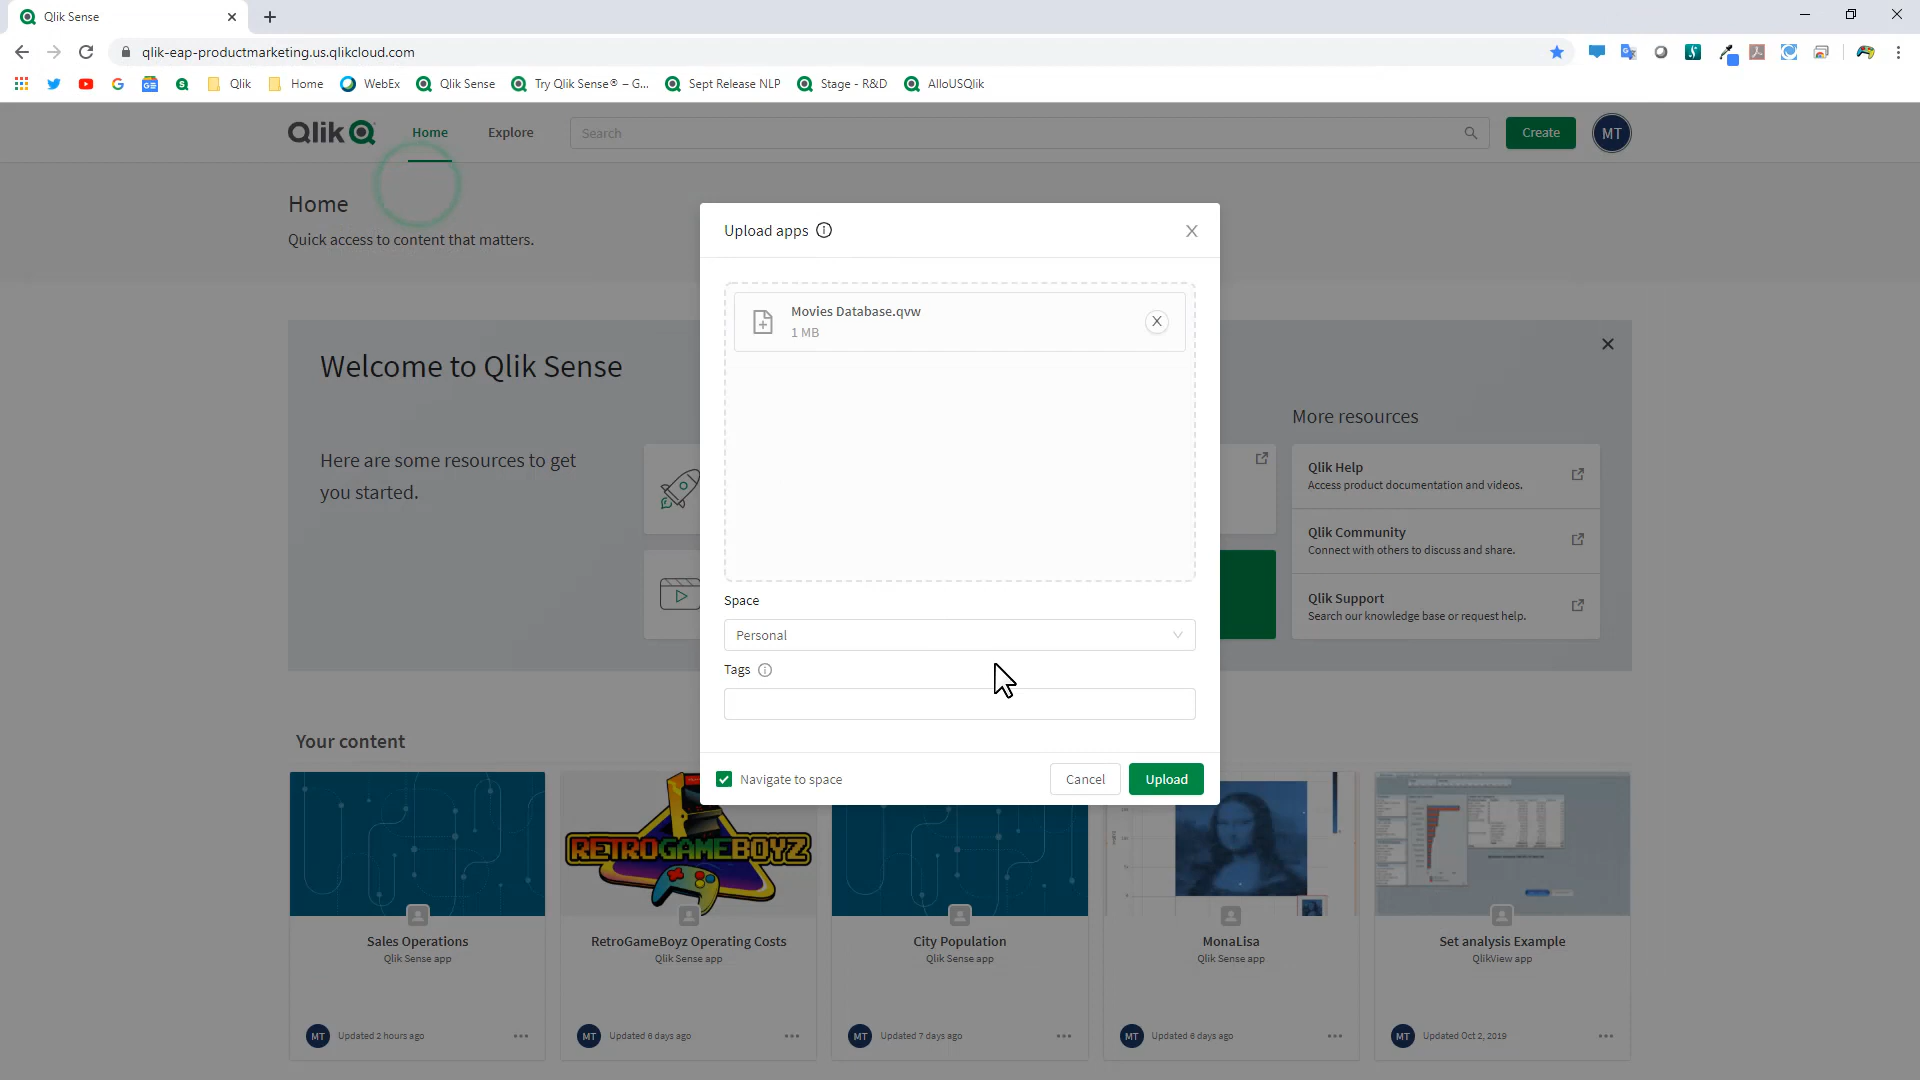 Qlik Sense
qlik-eap-productmarketing.us.qlikcloud.com
Qlik
Home
WebEx
Qlik Sense
Try Qlik Sense® – G...
Sept Release NLP
Stage - R&D
AlloUSQlik
Qlik
Home
Explore
Search
Create
MT
Home
Quick access to content that matters.
Upload apps
Movies Database.qvw
1 MB
Space
Personal
Tags
Navigate to space
Cancel
Upload
Welcome to Qlik Sense
Here are some resources to get
you started.
More resources
Qlik Help
Access product documentation and videos.
Qlik Community
Connect with others to discuss and share.
Qlik Support
Search our knowledge base or request help.
Your content
RETROGAMEBOYZ
Sales Operations
Qlik Sense app
MT
Updated 2 hours ago
RetroGameBoyz Operating Costs
Qlik Sense app
MT
Updated 6 days ago
City Population
Qlik Sense app
MT
Updated 7 days ago
MonaLisa
Qlik Sense app
MT
Updated 6 days ago
Set analysis Example
QlikView app
MT
Updated Oct 2, 2019